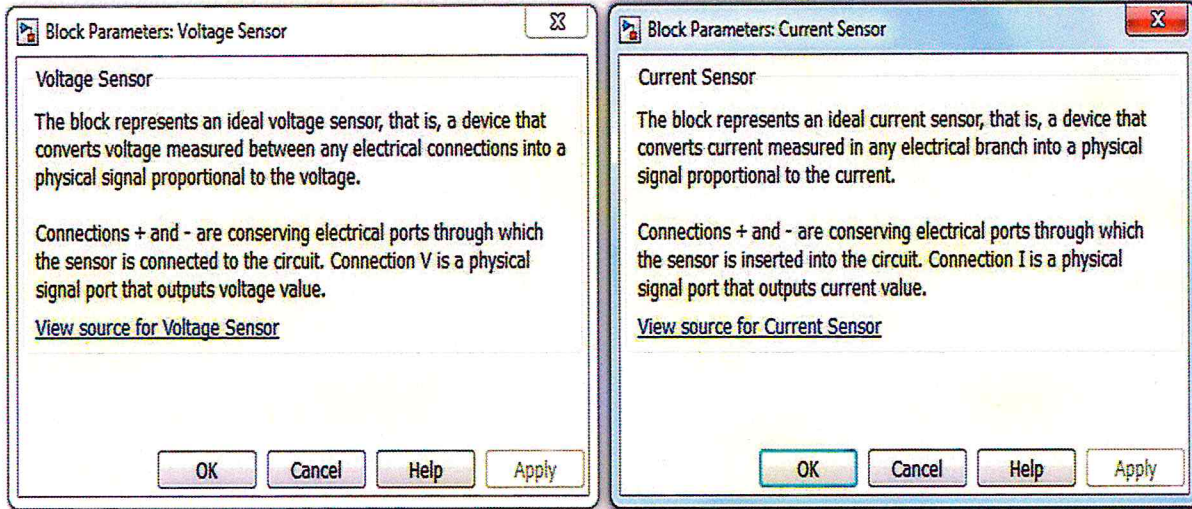 Block Parameters: Voltage Sensor
Voltage Sensor
The block represents an ideal voltage sensor, that is, a device that
converts voltage measured between any electrical connections into a
physical signal proportional to the voltage.
Connections + and - are conserving electrical ports through which
the sensor is connected to the circuit. Connection V is a physical
signal port that outputs voltage value.
View source for Voltage Sensor
OK Cancel Help Apply
Block Parameters: Current Sensor
Current Sensor
The block represents an ideal current sensor, that is, a device that
converts current measured in any electrical branch into a physical
signal proportional to the current.
Connections + and - are conserving electrical ports through which
the sensor is inserted into the circuit. Connection I is a physical
signal port that outputs current value.
View source for Current Sensor
OK Cancel Help Apply